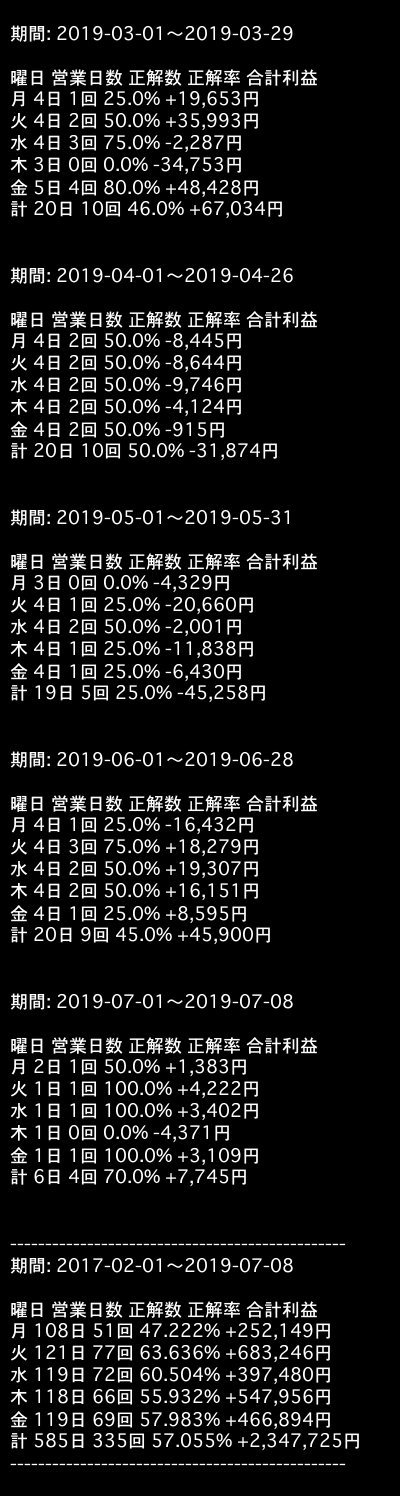 期間: 2019-03-01〜2019-03-29
曜日 営業日数 正解数 正解率 合計利益
月 4日 1回 25.0% +19,653円
火 4日 2回 50.0% +35,993円
水 4日 3回 75.0% -2,287円
木 3日 0回 0.0% -34,753円
金 5日 4回 80.0% +48,428円
計 20日 10回 46.0% +67,034円
期間: 2019-04-01〜2019-04-26
曜日 営業日数 正解数 正解率 合計利益
月 4日 2回 50.0% -8,445円
火 4日 2回 50.0% -8,644円
水 4日 2回 50.0% -9,746円
木 4日 2回 50.0% -4,124円
金 4日 2回 50.0% -915円
計 20日 10回 50.0% -31,874円
期間: 2019-05-01〜2019-05-31
曜日 営業日数 正解数 正解率 合計利益
月 3日 0回 0.0% -4,329円
火 4日 1回 25.0% -20,660円
水 4日 2回 50.0% -2,001円
木 4日 1回 25.0% -11,838円
金 4日 1回 25.0% -6,430円
計 19日 5回 25.0% -45,258円
期間: 2019-06-01〜2019-06-28
曜日 営業日数 正解数 正解率 合計利益
月 4日 1回 25.0% -16,432円
火 4日 3回 75.0% +18,279円
水 4日 2回 50.0% +19,307円
木 4日 2回 50.0% +16,151円
金 4日 1回 25.0% +8,595円
計 20日 9回 45.0% +45,900円
期間: 2019-07-01〜2019-07-08
曜日 営業日数 正解数 正解率 合計利益
月 2日 1回 50.0% +1,383円
火 1日 1回 100.0% +4,222円
水 1日 1回 100.0% +3,402円
木 1日 0回 0.0% -4,371円
金 1日 1回 100.0% +3,109円
計 6日 4回 70.0% +7,745円
------------------------------------------------
期間: 2017-02-01〜2019-07-08
曜日 営業日数 正解数 正解率 合計利益
月 108日 51回 47.222% +252,149円
火 121日 77回 63.636% +683,246円
水 119日 72回 60.504% +397,480円
木 118日 66回 55.932% +547,956円
金 119日 69回 57.983% +466,894円
計 585日 335回 57.055% +2,347,725円
------------------------------------------------